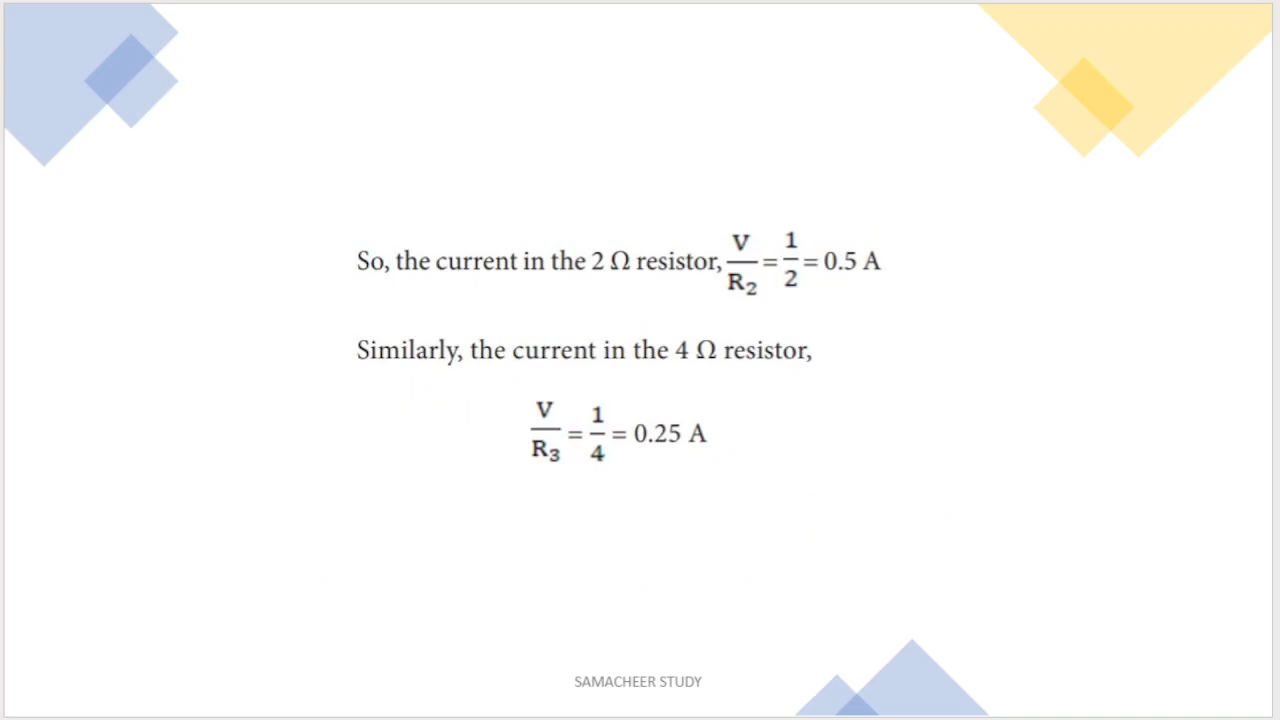 So, the current in the 2 Ω resistor, V/R₂ = 1/2 = 0.5 A
Similarly, the current in the 4 Ω resistor,
V/R₃ = 1/4 = 0.25 A
SAMACHEER STUDY